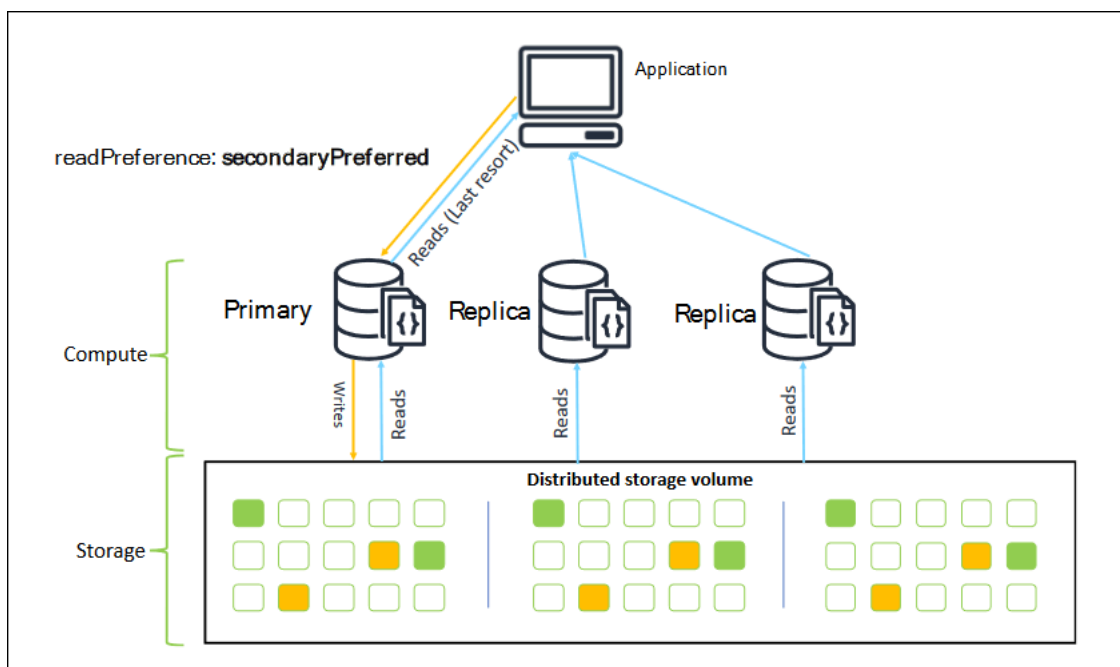 Application
readPreference: secondaryPreferred
Reads (Last resort)
Primary
Replica
Replica
Compute
Writes
Reads
Reads
Reads
Distributed storage volume
Storage